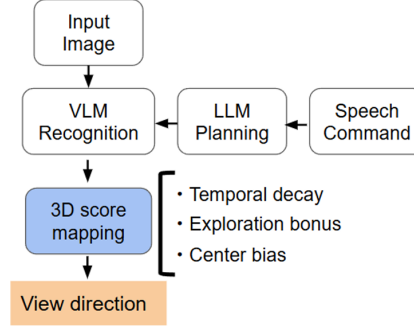 Input
Image
VLM
Recognition
LLM
Planning
Speech
Command
3D score
mapping
・Temporal decay
・Exploration bonus
・Center bias
View direction